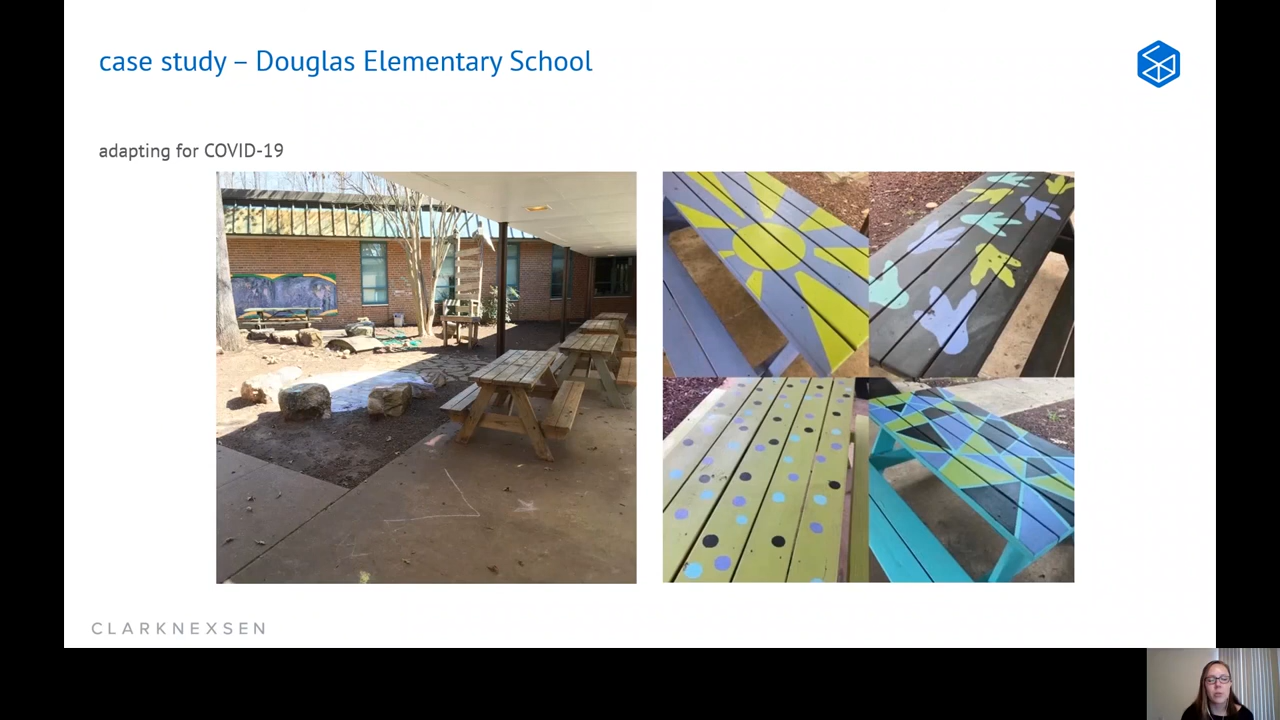 case study – Douglas Elementary School
adapting for COVID-19
CLARKNEXSEN